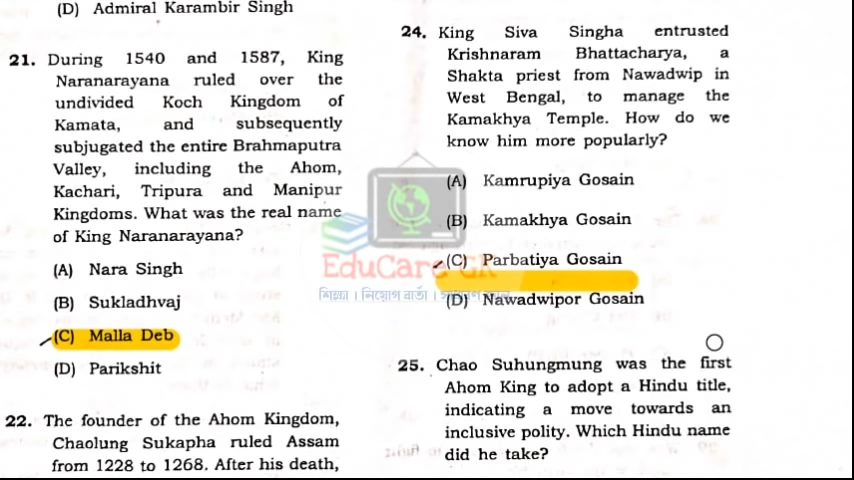 (D) Admiral Karambir Singh
21. During 1540 and 1587, King
Naranarayana ruled over the
undivided Koch Kingdom of
Kamata, and subsequently
subjugated the entire Brahmaputra
Valley, including the Ahom,
Kachari, Tripura and Manipur
Kingdoms. What was the real name
of King Naranarayana?
(A) Nara Singh
(B) Sukladhvaj
(C) Malla Deb
(D) Parikshit
22. The founder of the Ahom Kingdom,
Chaolung Sukapha ruled Assam
from 1228 to 1268. After his death,
24. King Siva Singha entrusted
Krishnaram Bhattacharya, a
Shakta priest from Nawadwip in
West Bengal, to manage the
Kamakhya Temple. How do we
know him more popularly?
(A) Kamrupiya Gosain
(B) Kamakhya Gosain
(C) Parbatiya Gosain
(D) Nawadwipor Gosain
25. Chao Suhungmung was the first
Ahom King to adopt a Hindu title,
indicating a move towards an
inclusive polity. Which Hindu name
did he take?
EduCare GK
শিক্ষা | নিয়োগ বাৰ্তা |